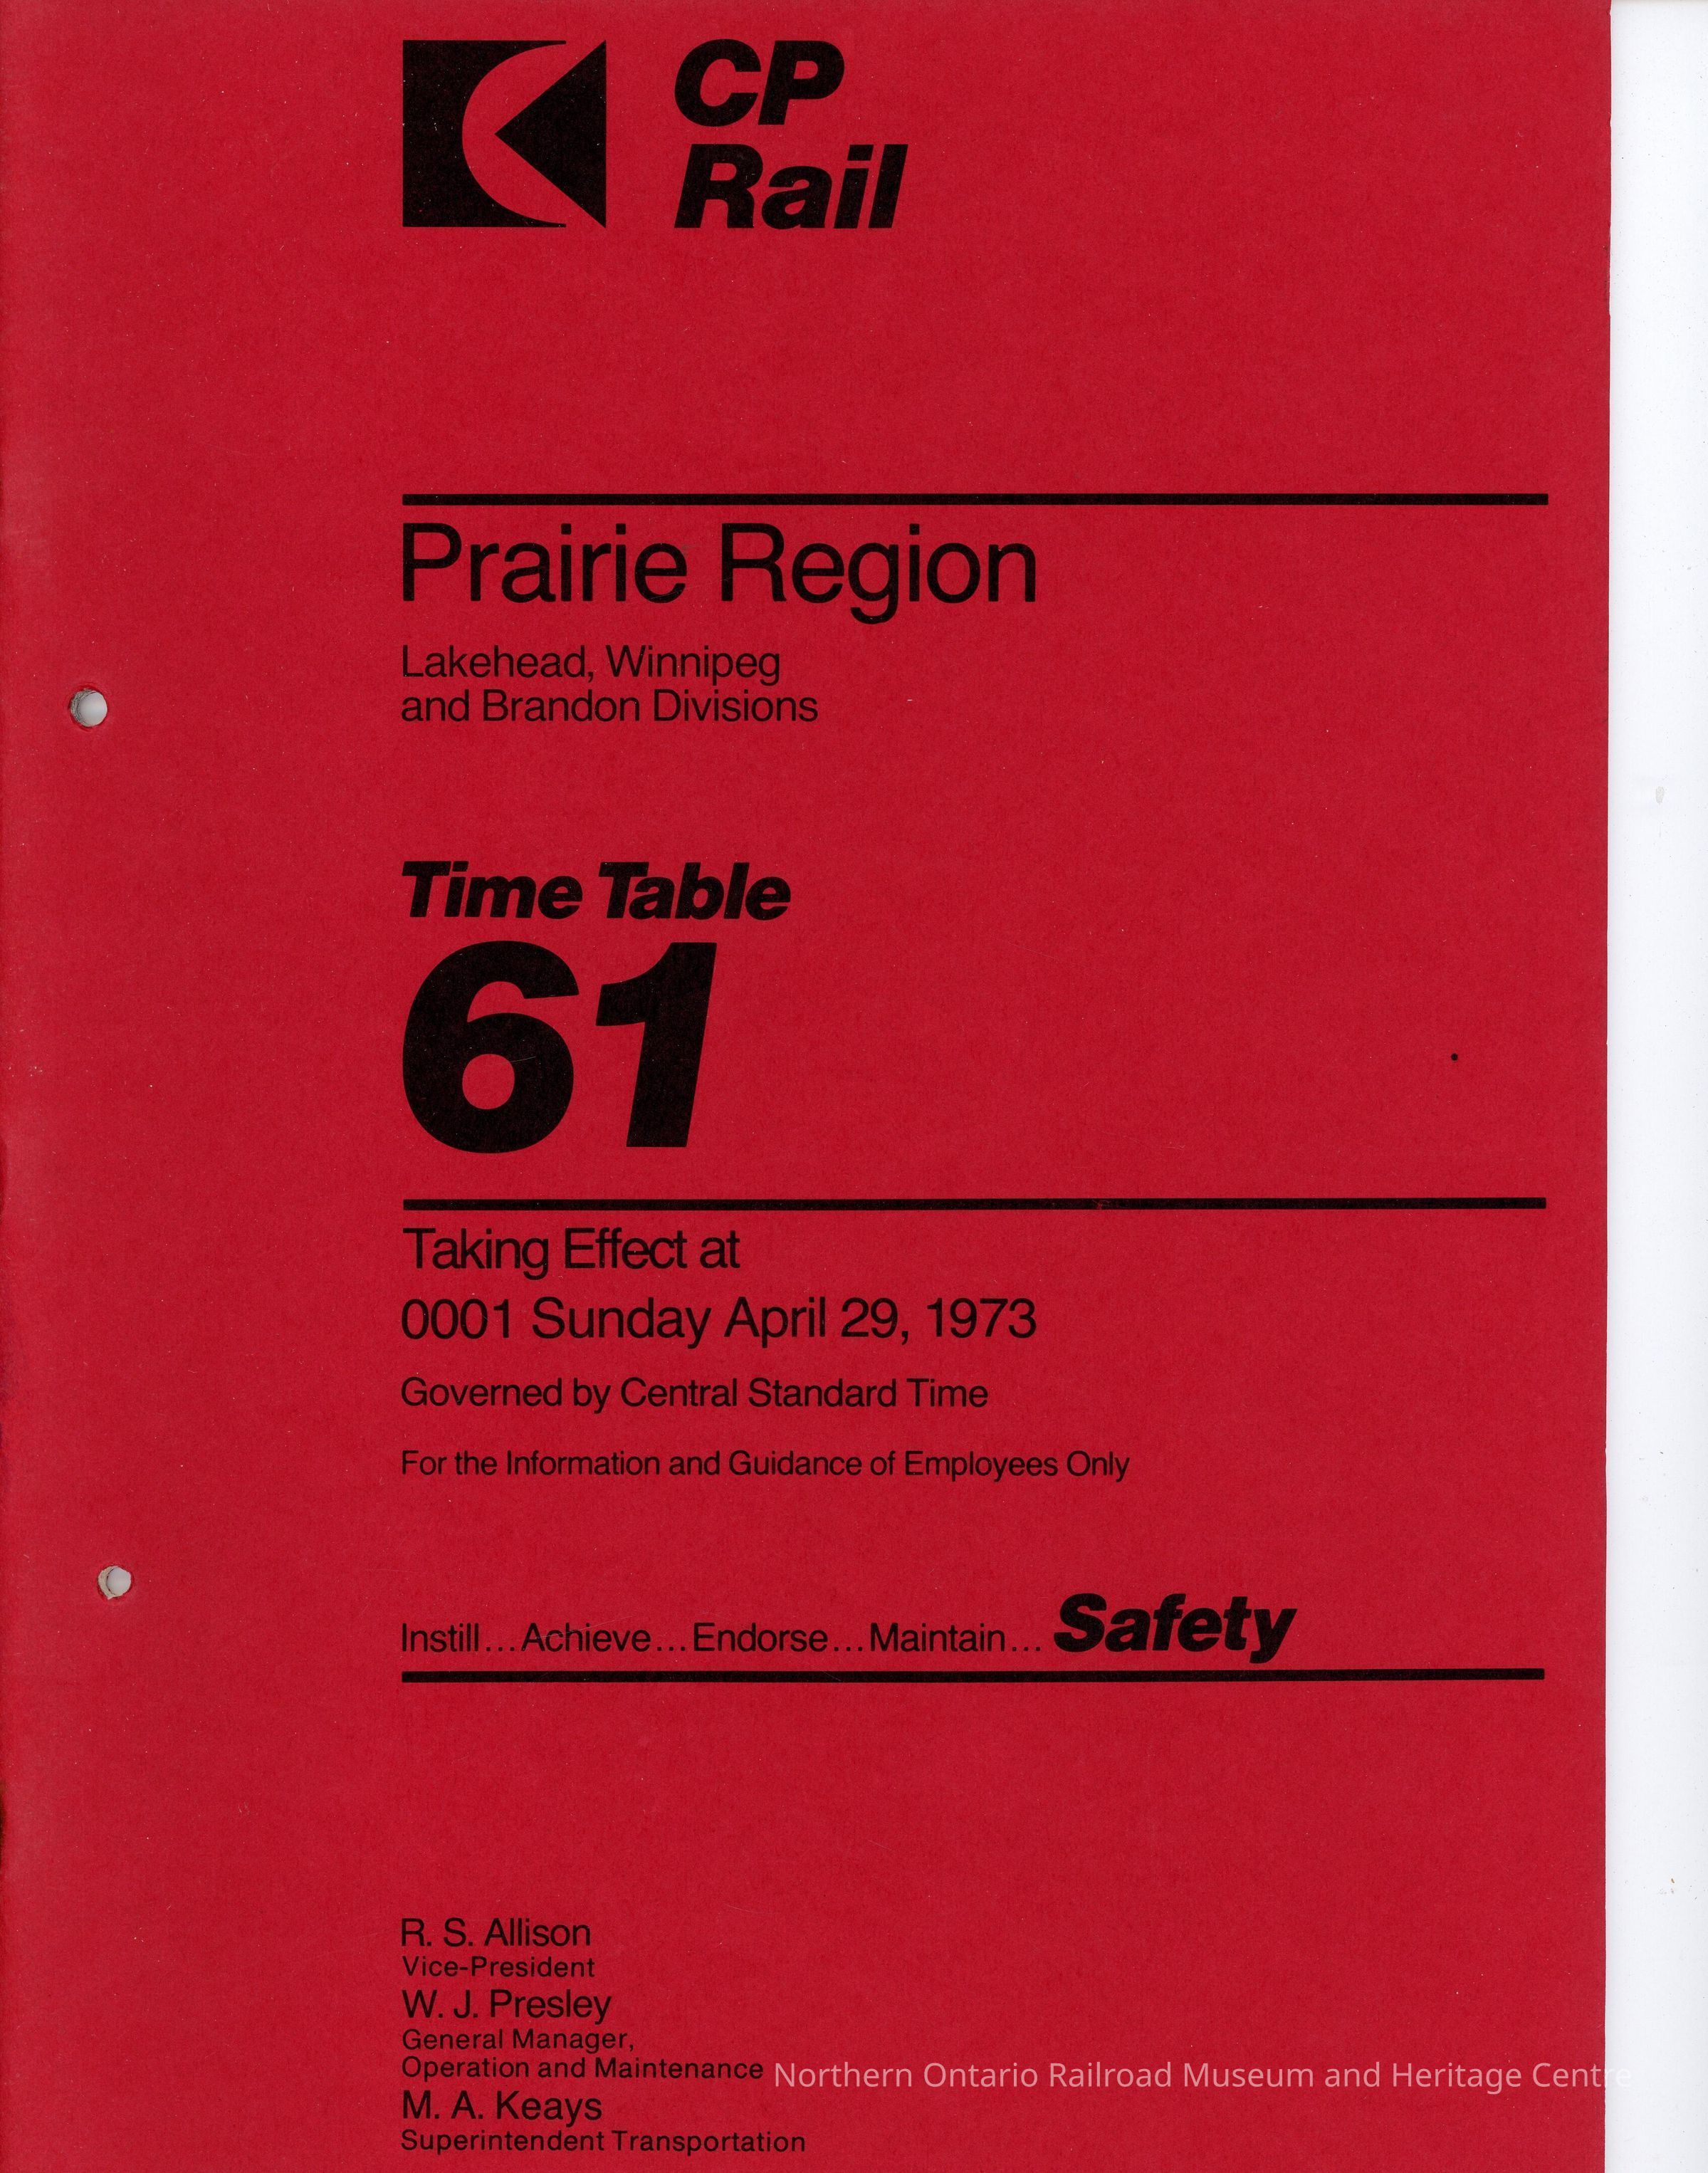 CP
Rail
Prairie Region
Lakehead, Winnipeg
and Brandon Divisions
Time Table
61
Taking Effect at
0001 Sunday April 29, 1973
Governed by Central Standard Time
For the Information and Guidance of Employees Only
Instill...Achieve...Endorse...Maintain... Safety
R. S. Allison
Vice-President
W. J. Presley
General Manager,
Operation and Maintenance
Northern Ontario Railroad Museum and Heritage Centre
M. A. Keays
Superintendent Transportation